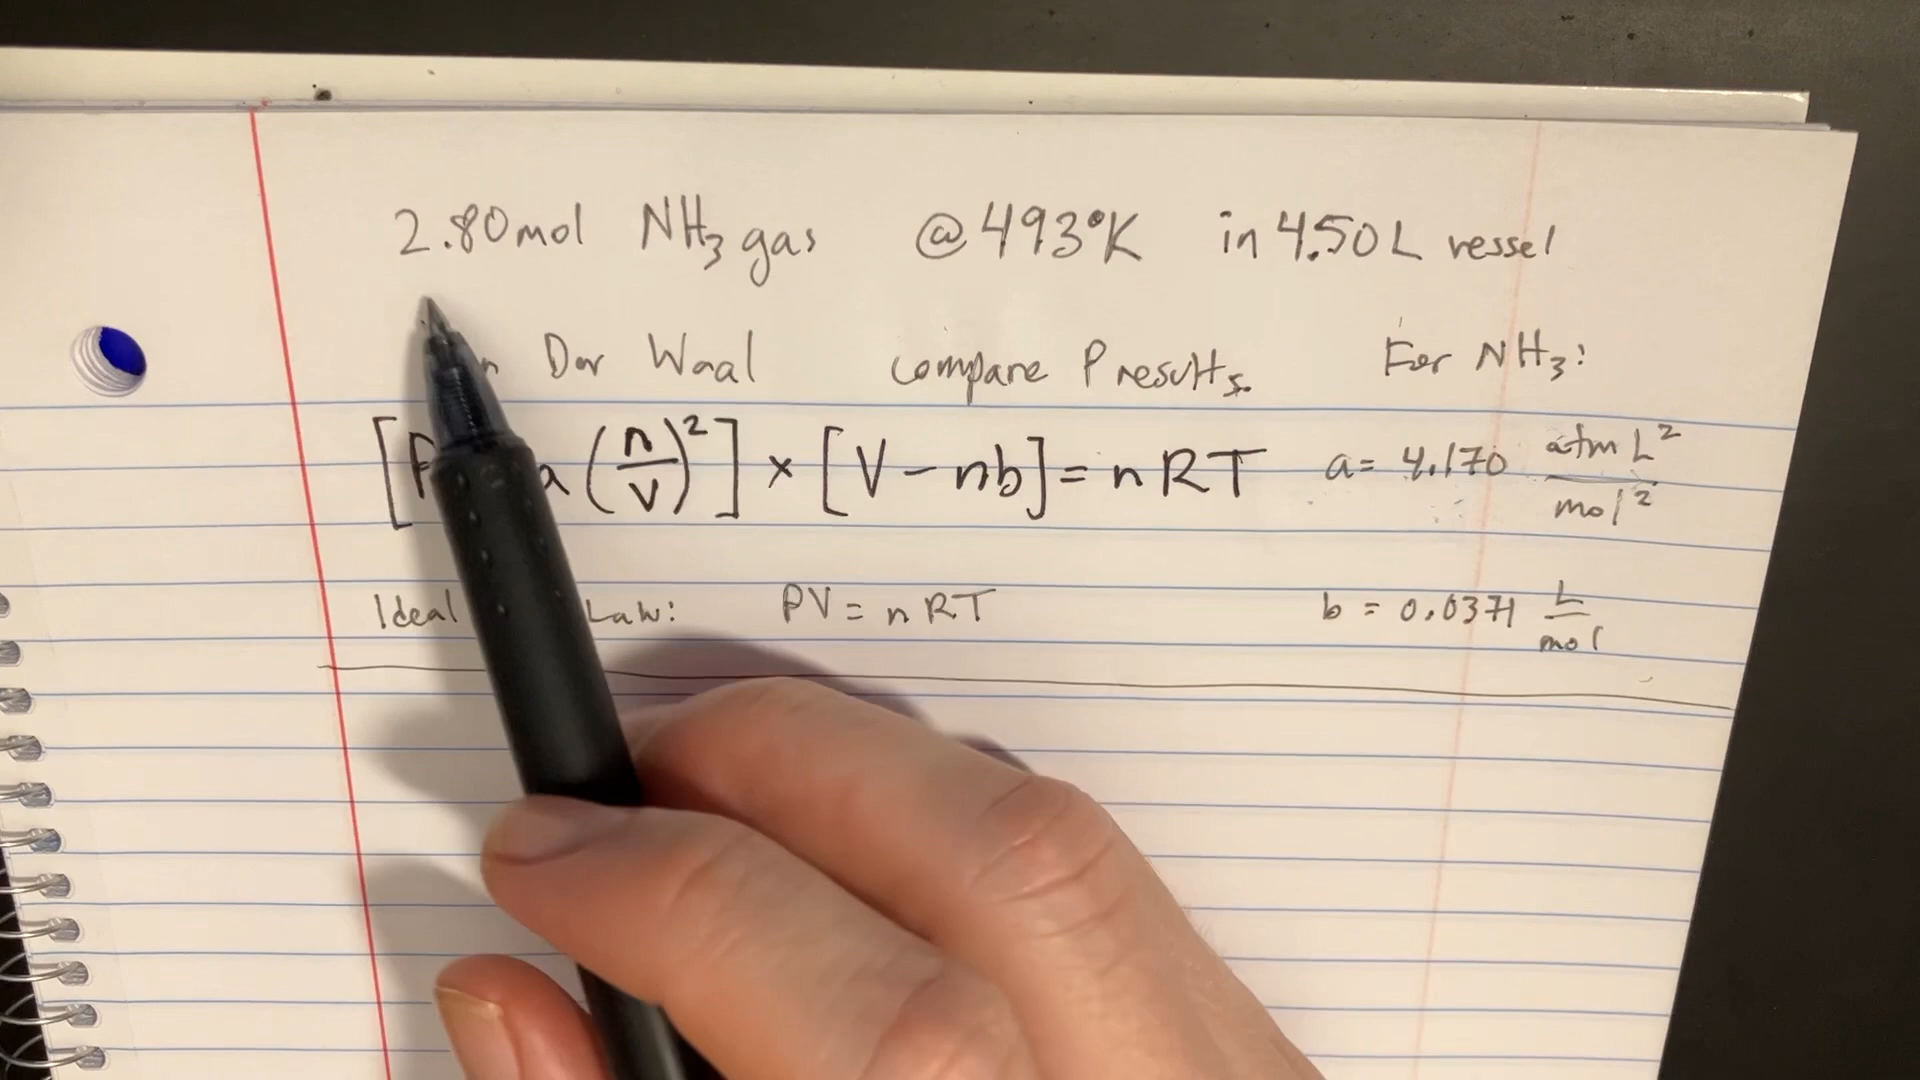 2.80mol NH₃ gas @ 493°K in 4.50 L vessel
Der Waal compare P results. For NH₃:
[P a (n/V)²] × [V - nb] = nRT a = 4.170 atm L²/mol²
Ideal Law: PV = nRT b = 0.0371 L/mol